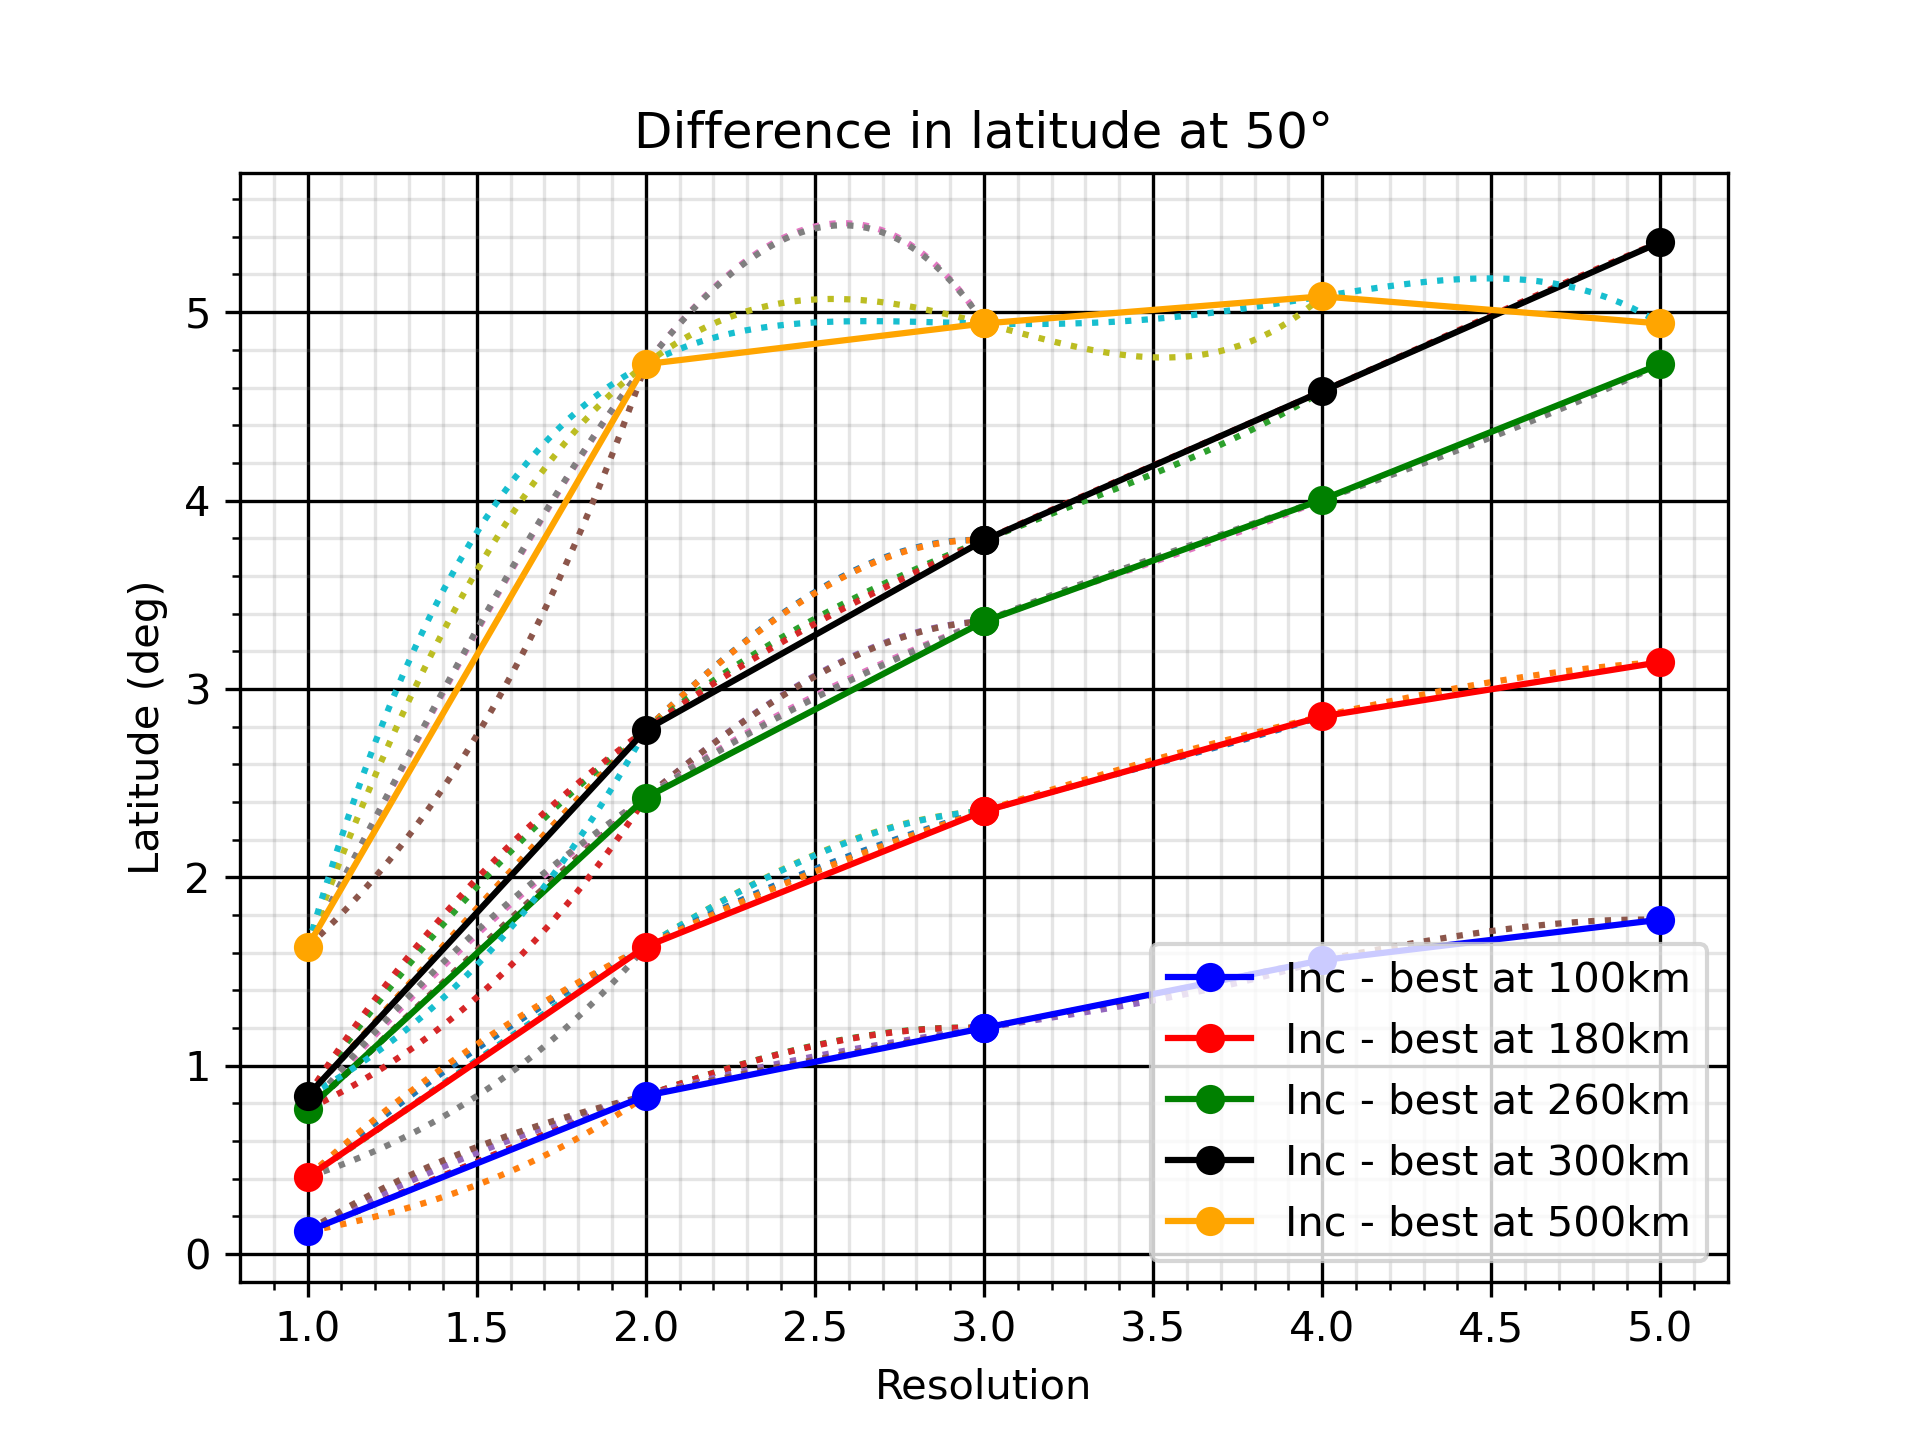 Difference in latitude at 50°
Latitude (deg)
5
4
3
2
1
0
1.0 1.5 2.0 2.5 3.0 3.5 4.0 4.5 5.0
Resolution
Inc - best at 100km
Inc - best at 180km
Inc - best at 260km
Inc - best at 300km
Inc - best at 500km